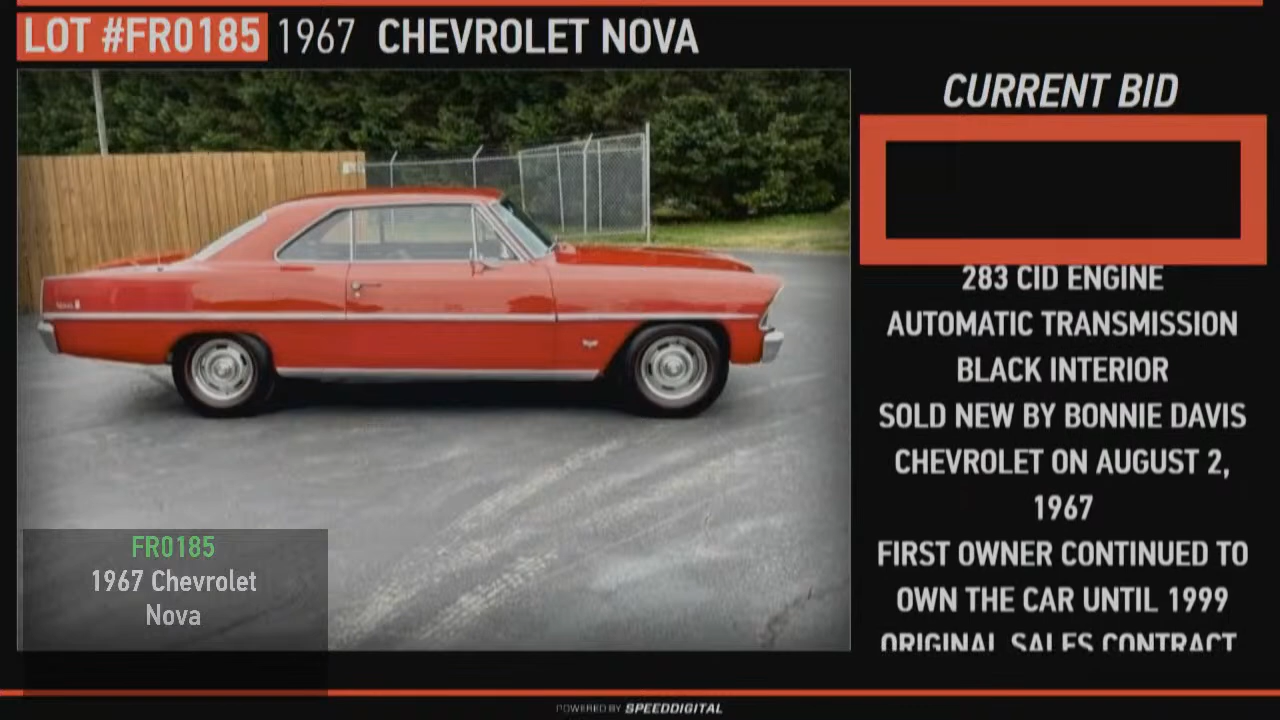 LOT #FR0185 1967 CHEVROLET NOVA
CURRENT BID
283 CID ENGINE
AUTOMATIC TRANSMISSION
BLACK INTERIOR
SOLD NEW BY BONNIE DAVIS
CHEVROLET ON AUGUST 2,
1967
FIRST OWNER CONTINUED TO
OWN THE CAR UNTIL 1999
ORIGINAL SALES CONTRACT,
FR0185
1967 Chevrolet
Nova
POWERED BY SPEEDDIGITAL